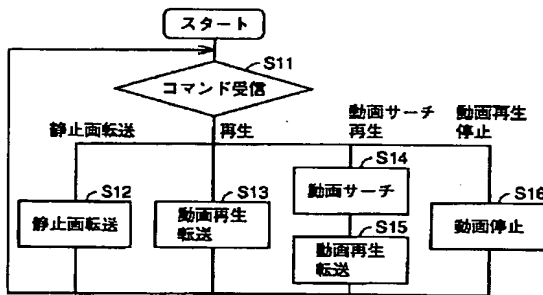 スタート
S11
コマンド受信
静止画転送
再生
動画サーチ
再生
動画再生
停止
S12
静止画転送
S13
動画再生
転送
S14
動画サーチ
S15
動画再生
転送
S16
動画停止